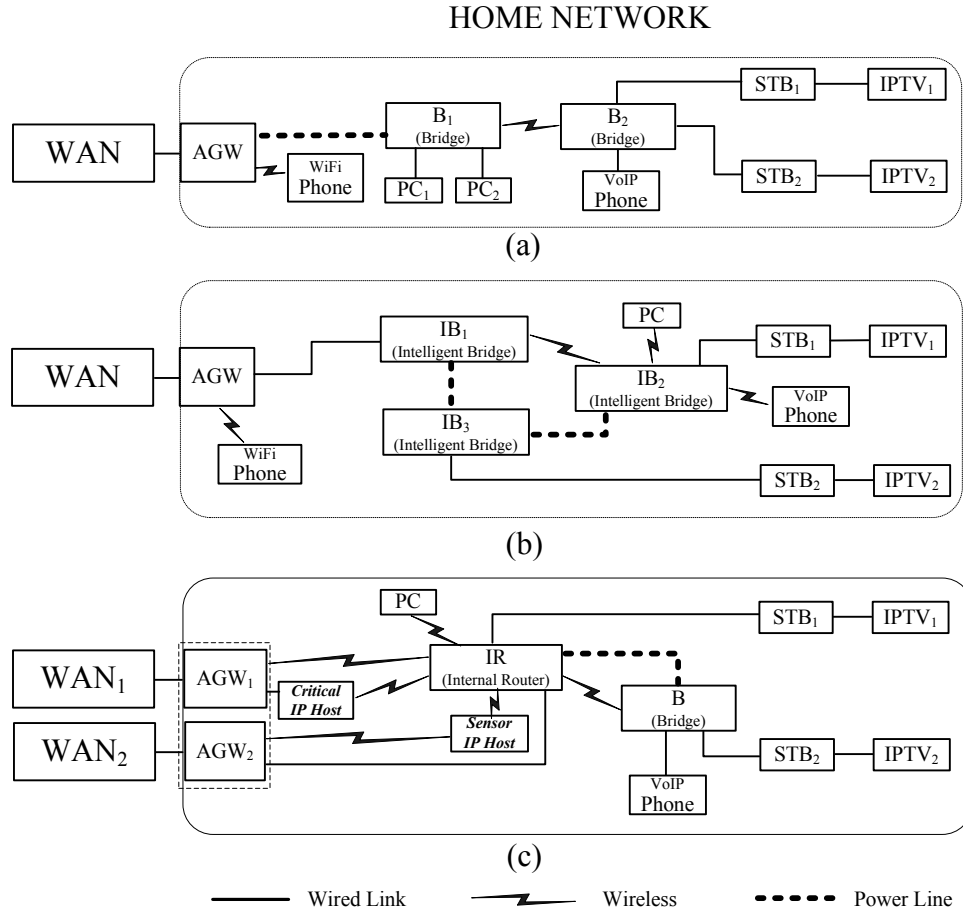 HOME NETWORK
WAN
AGW
WiFi
Phone
B₁
(Bridge)
PC₁
PC₂
B₂
(Bridge)
VoIP
Phone
STB₁
IPTV₁
STB₂
IPTV₂
(a)
WAN
AGW
WiFi
Phone
IB₁
(Intelligent Bridge)
IB₃
(Intelligent Bridge)
PC
IB₂
(Intelligent Bridge)
VoIP
Phone
STB₁
IPTV₁
STB₂
IPTV₂
(b)
WAN₁
WAN₂
AGW₁
AGW₂
PC
Critical
IP Host
Sensor
IP Host
IR
(Internal Router)
B
(Bridge)
VoIP
Phone
STB₁
IPTV₁
STB₂
IPTV₂
(c)
Wired Link
Wireless
Power Line